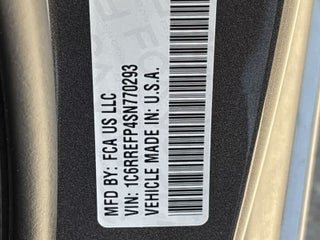 MFD BY: FCA US LLC
VIN: 1C6RREFP4SN770293
VEHICLE MADE IN: U.S.A.